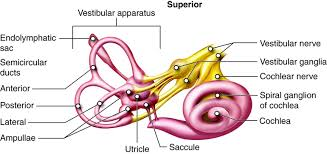 Superior
Vestibular apparatus
Endolymphatic
sac
Semicircular
ducts
Anterior
Posterior
Lateral
Ampullae
Utricle
Saccule
Vestibular nerve
Vestibular ganglia
Cochlear nerve
Spiral ganglion
of cochlea
Cochlea